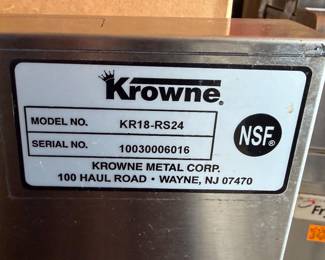 Krowne®
MODEL NO. KR18-RS24
SERIAL NO. 10030006016
NSF®
KROWNE METAL CORP.
100 HAUL ROAD • WAYNE, NJ 07470